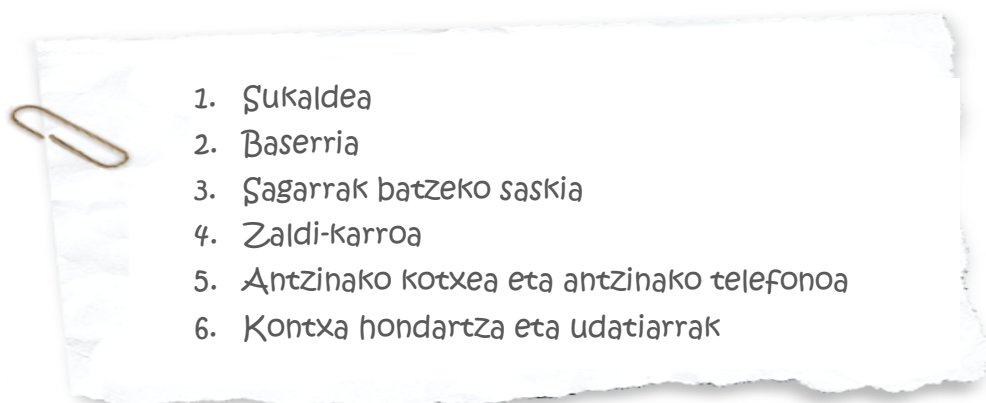 1. Sukaldea
2. Baserria
3. Sagarrak batzeko saskia
4. Zaldi-karroa
5. Antzinako kotxea eta antzinako telefonoa
6. Kontxa hondartza eta udatiarrak